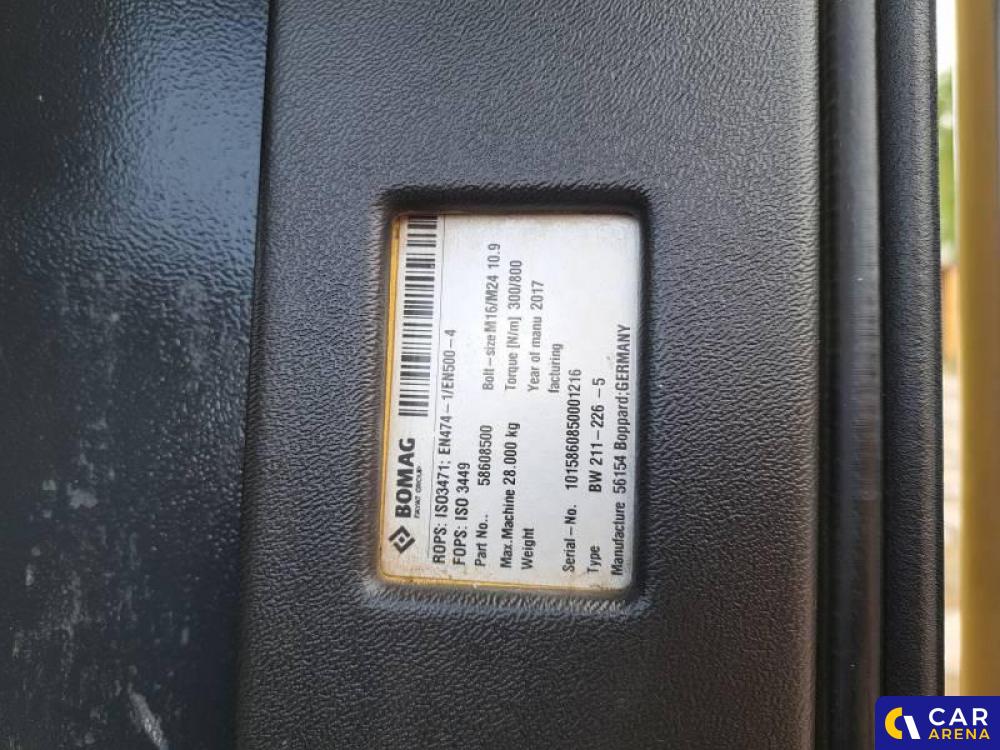 BOMAG
FAYAT GROUP
ROPS: ISO3471; EN474-1/EN500-4
FOPS: ISO 3449
Part No.. 58608500 Bolt-size M16/M24 10.9
Max.Machine 28.000 kg Torque [N/m] 300/800
Weight Year of manu 2017
facturing
Serial-No. 101586085000​1216
Type BW 211-226-5
Manufacture 56154 Boppard;GERMANY
CAR
ARENA